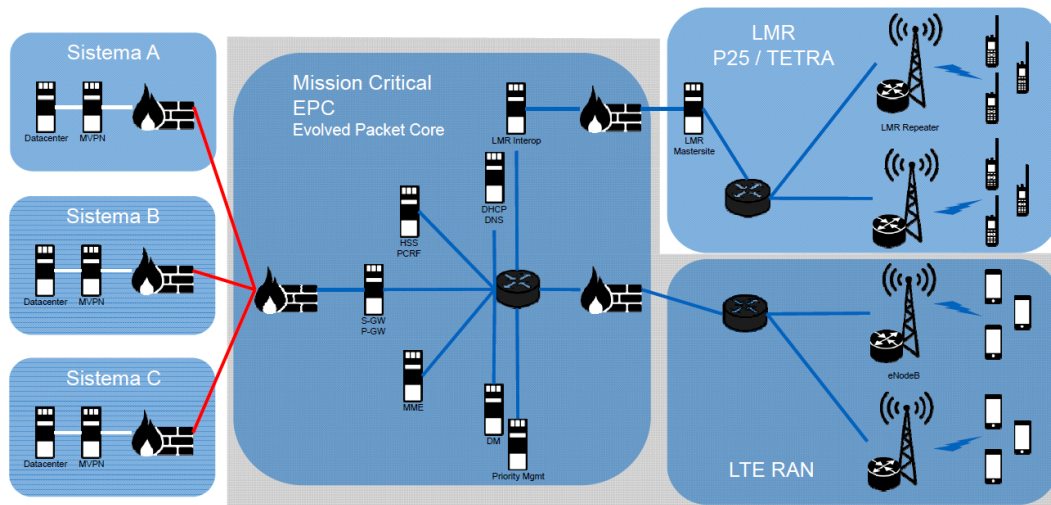 Sistema A
Datacenter
MVPN
Sistema B
Datacenter
MVPN
Sistema C
Datacenter
MVPN
Mission Critical
EPC
Evolved Packet Core
LMR Interop
DHCP
DNS
HSS
PCRF
S-GW
P-GW
MME
DM
Priority Mgmt
LMR
P25 / TETRA
LMR
Mastersite
LMR Repeater
eNodeB
LTE RAN